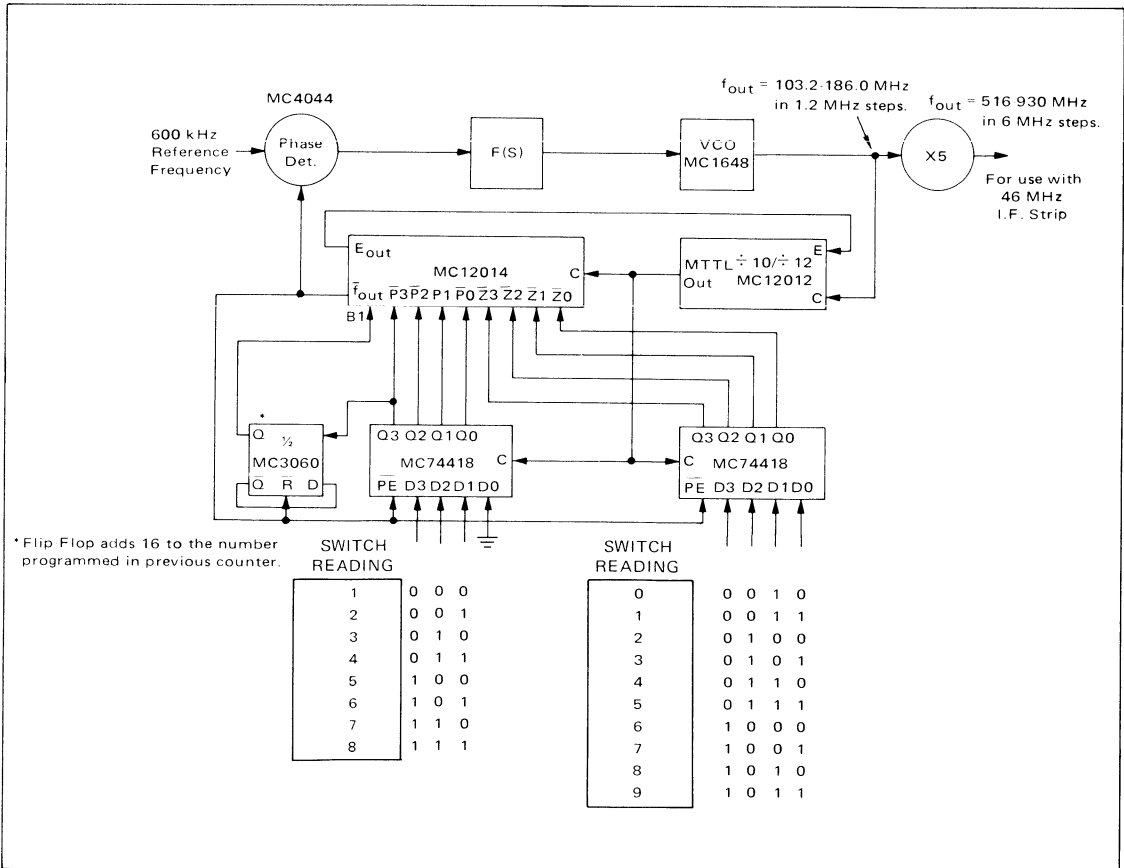 MC4044
600 kHz
Reference
Frequency
Phase
Det.
F(S)
VCO
MC1648
fout = 103.2-186.0 MHz
in 1.2 MHz steps.
fout = 516 930 MHz
in 6 MHz steps.
X5
For use with
46 MHz
I.F. Strip
Eout
MC12014
C
f̅out P̅3 P̅2 P1 P̅0 Z̅3 Z̅2 Z̅1 Z̅0
B1
E
MTTL ÷ 10/÷ 12
Out MC12012
C
*
Q ½
MC3060
Q̅ R̅ D
Q3 Q2 Q1 Q0
C
MC74418
P̅E̅ D3 D2 D1 D0
Q3 Q2 Q1 Q0
C
MC74418
P̅E̅ D3 D2 D1 D0
*Flip Flop adds 16 to the number
programmed in previous counter.
SWITCH
READING
1 0 0 0
2 0 0 1
3 0 1 0
4 0 1 1
5 1 0 0
6 1 0 1
7 1 1 0
8 1 1 1
SWITCH
READING
0 0 0 1 0
1 0 0 1 1
2 0 1 0 0
3 0 1 0 1
4 0 1 1 0
5 0 1 1 1
6 1 0 0 0
7 1 0 0 1
8 1 0 1 0
9 1 0 1 1